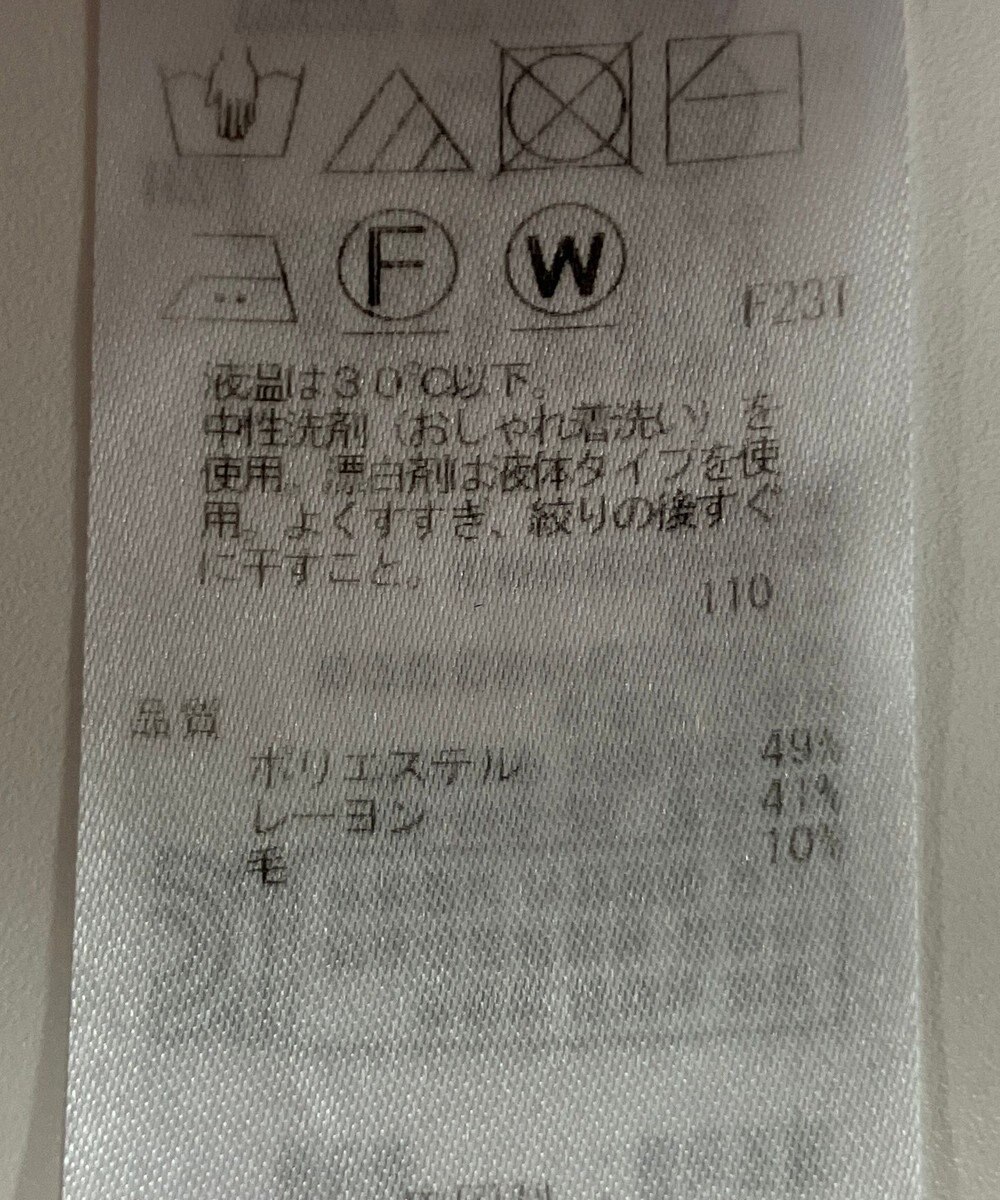 F
W
F23T
液温は30℃以下。
中性洗剤（おしゃれ着洗い）を
使用。漂白剤は液体タイプを使
用。よくすすぎ、絞りの後すぐ
に干すこと。
110
品質
ポリエステル 49%
レーヨン 41%
毛 10%